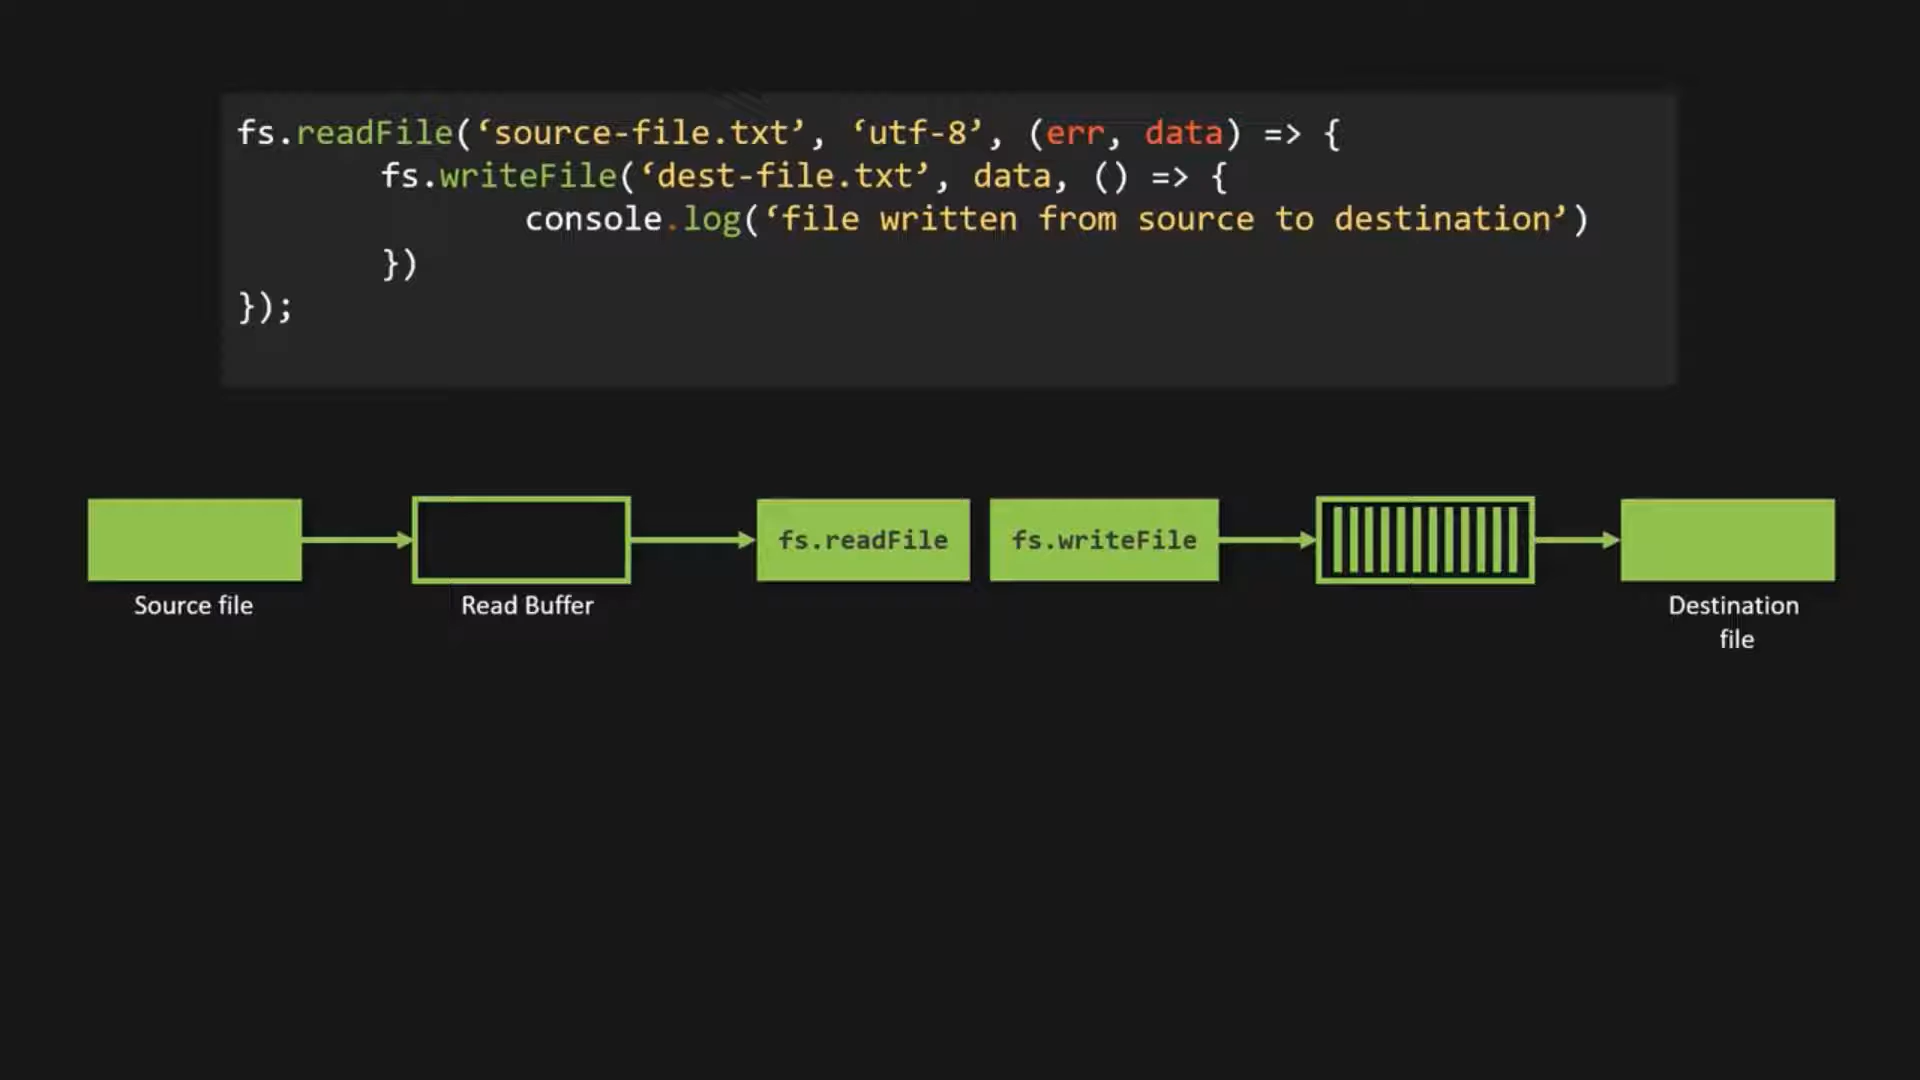 fs.readFile(‘source-file.txt’, ‘utf-8’, (err, data) => {
fs.writeFile(‘dest-file.txt’, data, () => {
console.log(‘file written from source to destination’)
})
});
fs.readFile
fs.writeFile
Source file
Read Buffer
Destination
file